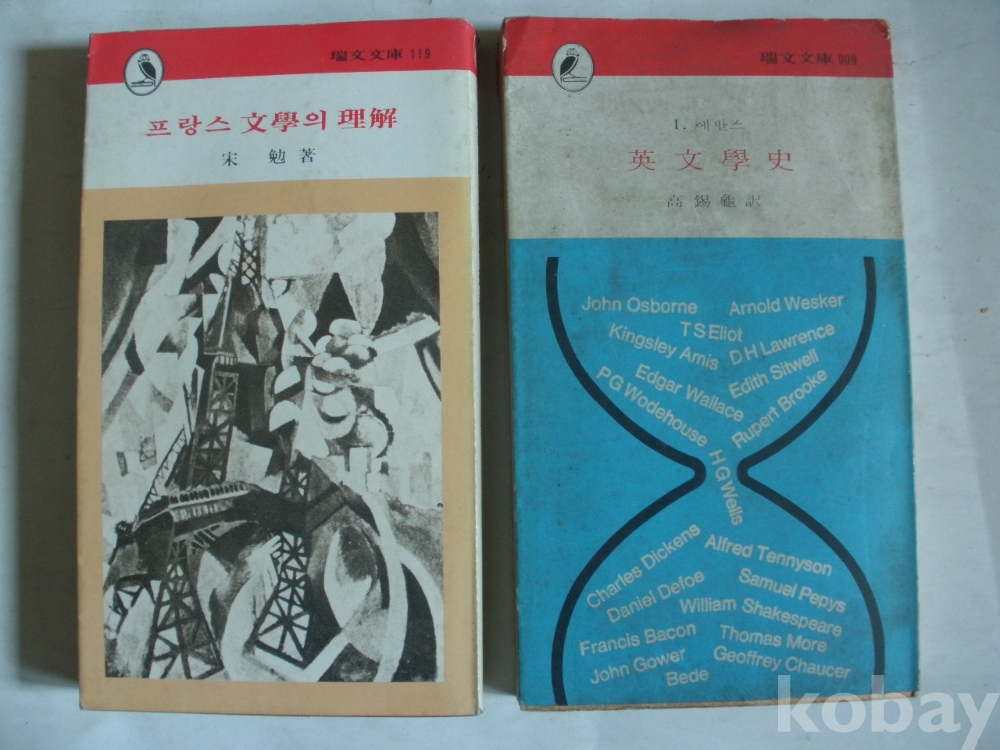 瑞文文庫 119
프랑스 文學의 理解
宋 勉 著
瑞文文庫 009
I. 에반스
英文學史
高錫龜 訳
John Osborne
Arnold Wesker
T S Eliot
Kingsley Amis
D H Lawrence
Edgar Wallace
Edith Sitwell
P G Wodehouse
Rupert Brooke
H G Wells
Charles Dickens
Alfred Tennyson
Daniel Defoe
Samuel Pepys
William Shakespeare
Francis Bacon
Thomas More
John Gower
Geoffrey Chaucer
Bede
kobay